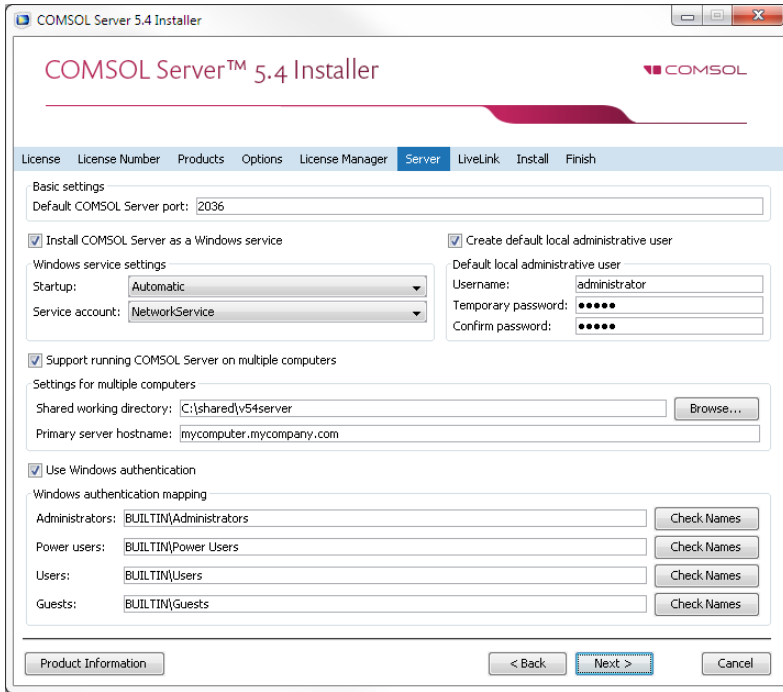 COMSOL Server 5.4 Installer
COMSOL Server™ 5.4 Installer
COMSOL
License License Number Products Options License Manager Server LiveLink Install Finish
Basic settings
Default COMSOL Server port: 2036
Install COMSOL Server as a Windows service
Create default local administrative user
Windows service settings
Startup: Automatic
Service account: NetworkService
Default local administrative user
Username: administrator
Temporary password: •••••
Confirm password: •••••
Support running COMSOL Server on multiple computers
Settings for multiple computers
Shared working directory: C:\shared\v54server Browse...
Primary server hostname: mycomputer.mycompany.com
Use Windows authentication
Windows authentication mapping
Administrators: BUILTIN\Administrators Check Names
Power users: BUILTIN\Power Users Check Names
Users: BUILTIN\Users Check Names
Guests: BUILTIN\Guests Check Names
Product Information < Back Next > Cancel